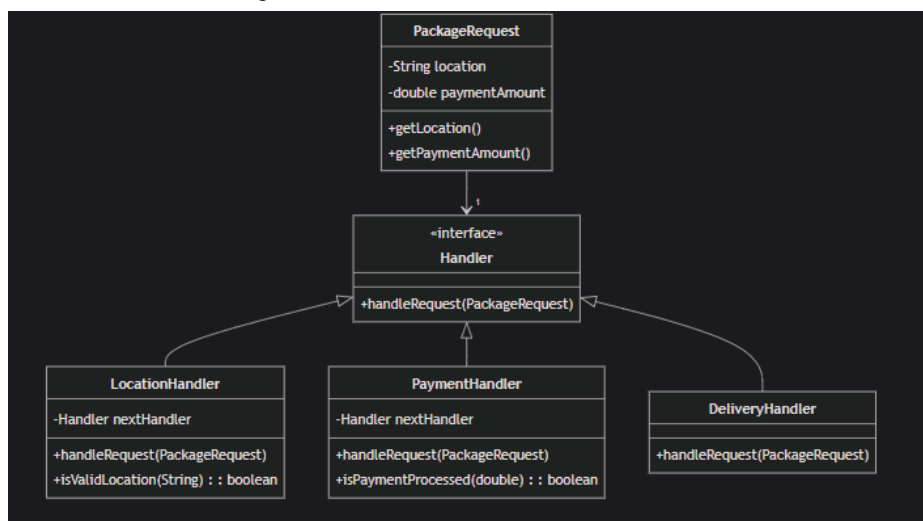 PackageRequest
-String location
-double paymentAmount
+getLocation()
+getPaymentAmount()
1
«interface»
Handler
+handleRequest(PackageRequest)
LocationHandler
-Handler nextHandler
+handleRequest(PackageRequest)
+isValidLocation(String) : : boolean
PaymentHandler
-Handler nextHandler
+handleRequest(PackageRequest)
+isPaymentProcessed(double) : : boolean
DeliveryHandler
+handleRequest(PackageRequest)